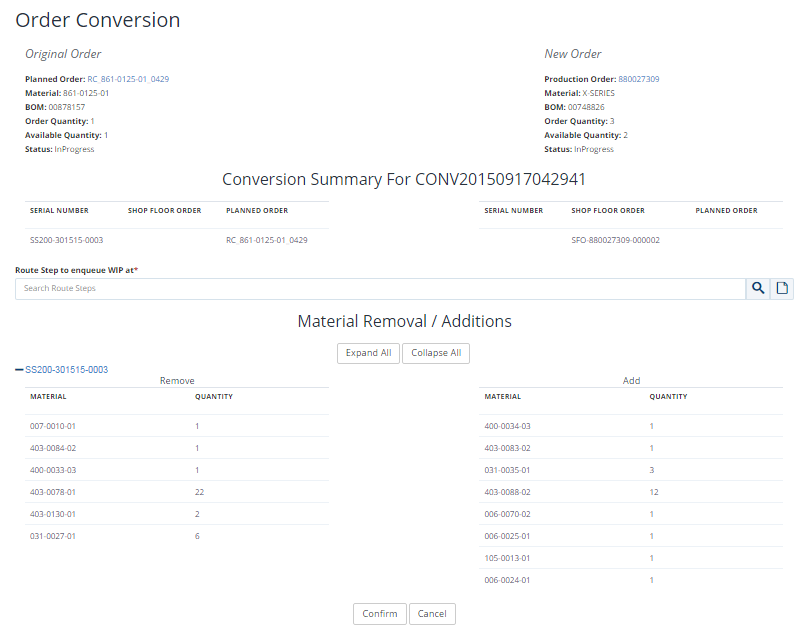 Order Conversion
Original Order
Planned Order: RC_861-0125-01_0429
Material: 861-0125-01
BOM: 00878157
Order Quantity: 1
Available Quantity: 1
Status: InProgress
New Order
Production Order: 880027309
Material: X-SERIES
BOM: 00748826
Order Quantity: 3
Available Quantity: 2
Status: InProgress
Conversion Summary For CONV20150917042941
SERIAL NUMBER SHOP FLOOR ORDER PLANNED ORDER
SS200-301515-0003 RC_861-0125-01_0429
SERIAL NUMBER SHOP FLOOR ORDER PLANNED ORDER
SFO-880027309-000002
Route Step to enqueue WIP at*
Search Route Steps
Material Removal / Additions
Expand All Collapse All
SS200-301515-0003
Remove
MATERIAL QUANTITY
007-0010-01 1
403-0084-02 1
400-0033-03 1
403-0078-01 22
403-0130-01 2
031-0027-01 6
Add
MATERIAL QUANTITY
400-0034-03 1
403-0083-02 1
031-0035-01 3
403-0088-02 12
006-0070-02 1
006-0025-01 1
105-0013-01 1
006-0024-01 1
Confirm Cancel